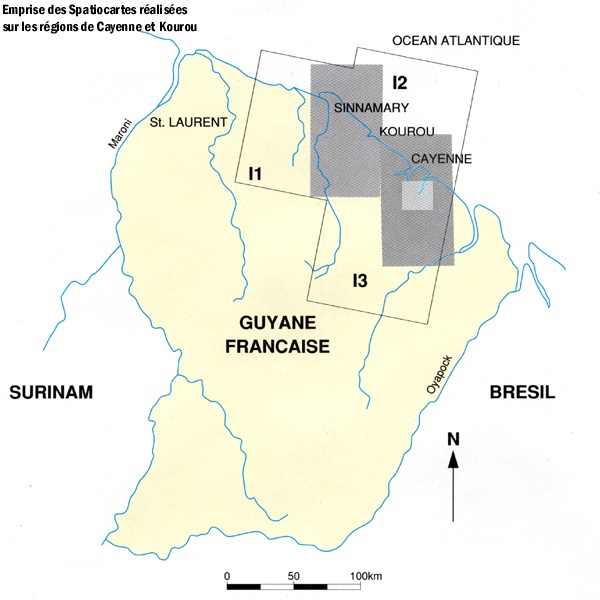 Emprise des Spatiocartes réalisées
sur les régions de Cayenne et Kourou
OCEAN ATLANTIQUE
I2
SINNAMARY
St. LAURENT
Maroni
KOUROU
CAYENNE
I1
I3
GUYANE
FRANCAISE
Oyapock
SURINAM
BRESIL
N
0 50 100km